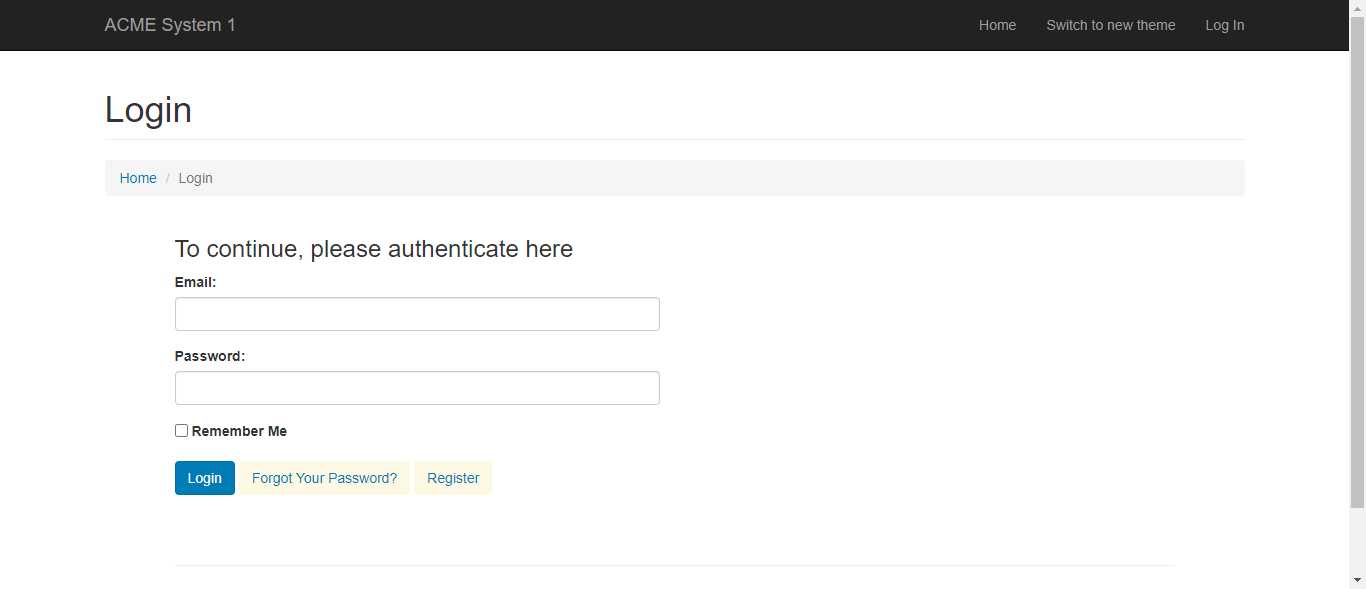 ACME System 1 Home Switch to new theme Log In
Login
Home / Login
To continue, please authenticate here
Email:
Password:
Remember Me
Login Forgot Your Password? Register